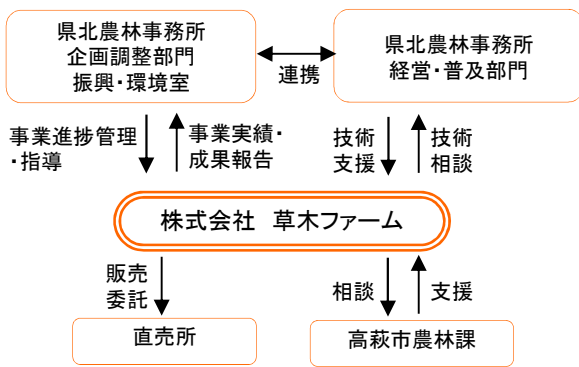 県北農林事務所
企画調整部門
振興・環境室
連携
県北農林事務所
経営・普及部門
事業進捗管理
・指導
事業実績・
成果報告
技術
支援
技術
相談
株式会社 草木ファーム
販売
委託
相談
支援
直売所
高萩市農林課